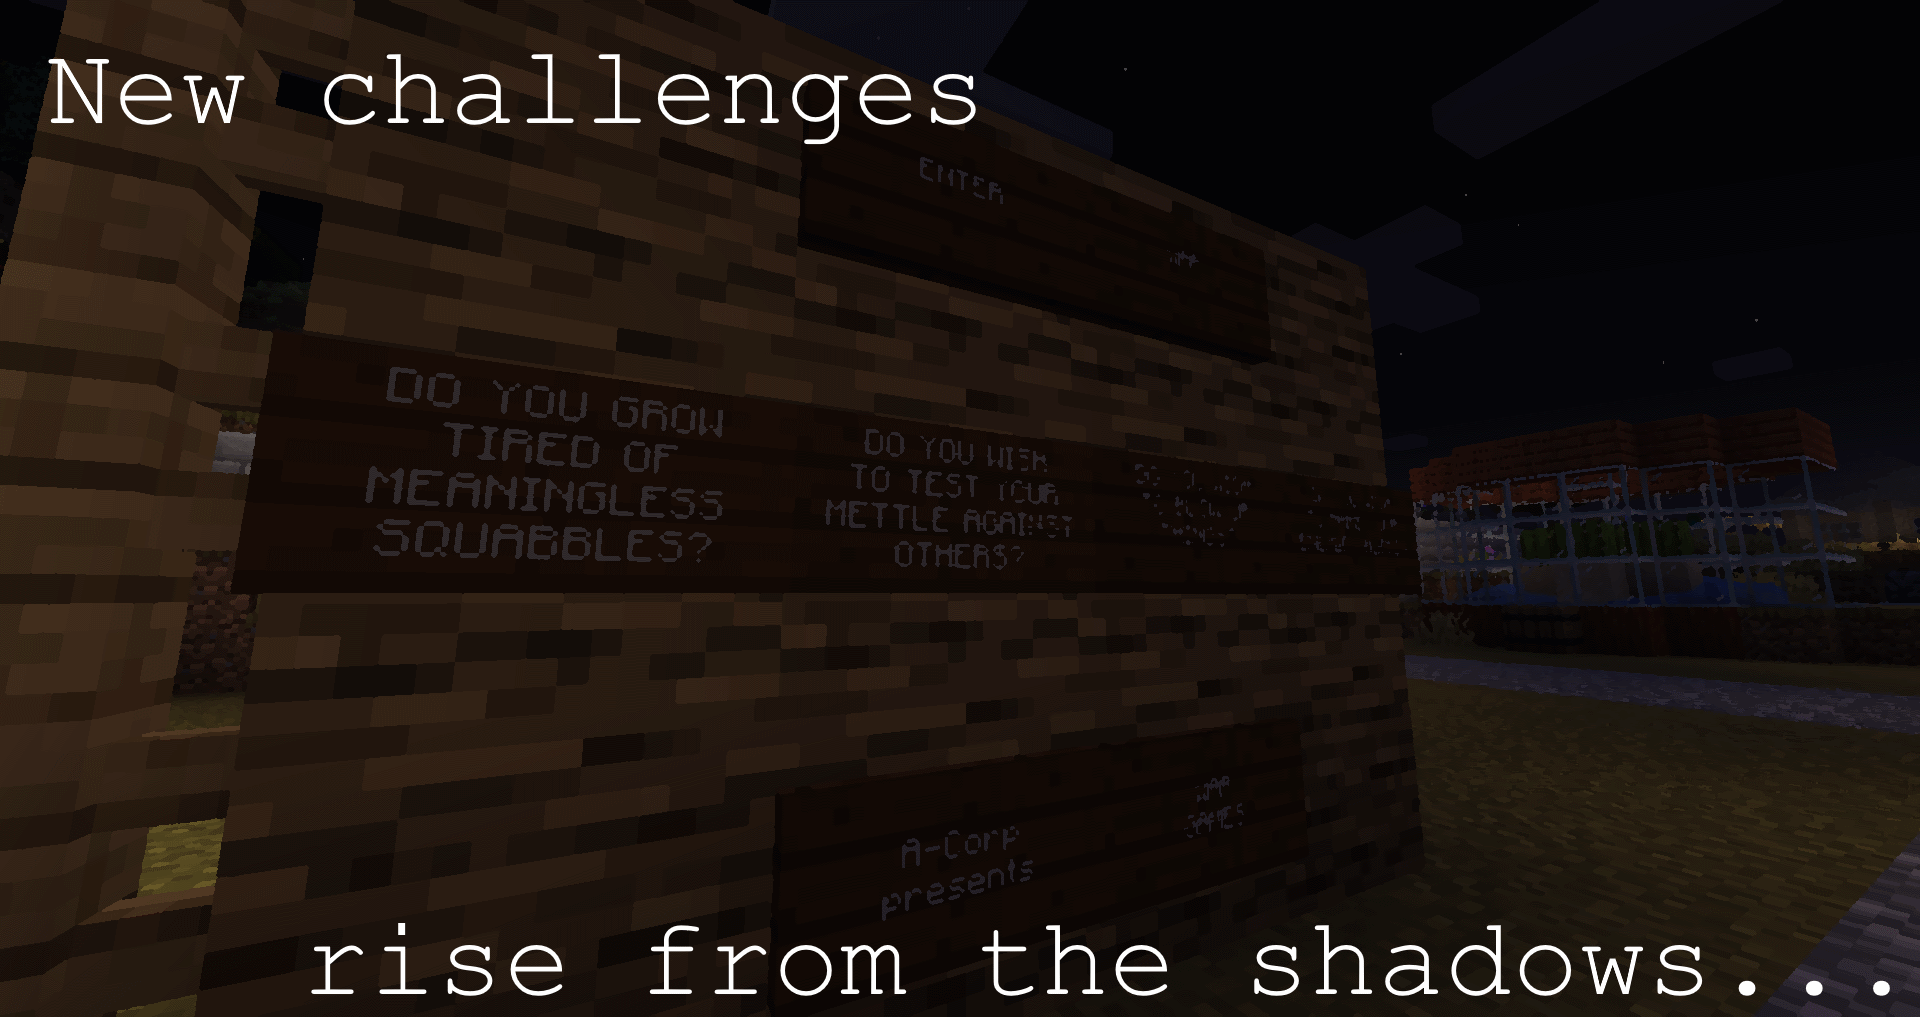 New challenges
ENTER
DO YOU GROW
TIRED OF
MEANINGLESS
SQUABBLES?
DO YOU WISH
TO TEST YOUR
METTLE AGAINST
OTHERS?
A-Corp
presents
rise from the shadows...